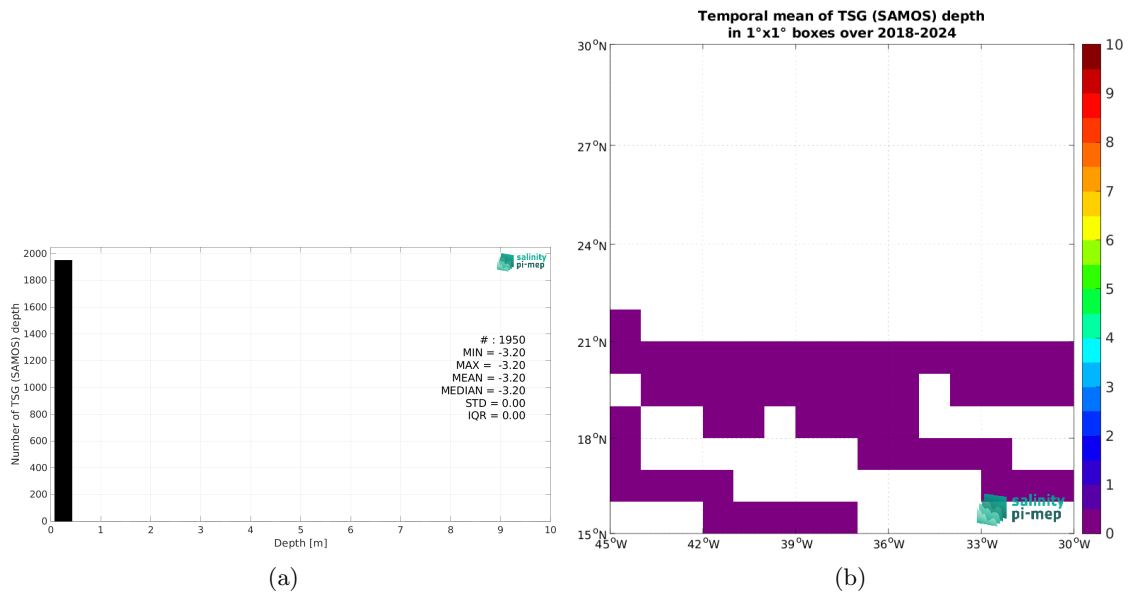 2000
1800
1600
1400
1200
1000
800
600
400
200
0
Number of TSG (SAMOS) depth
0 1 2 3 4 5 6 7 8 9 10
Depth [m]
salinity
pi-mep
# : 1950
MIN = -3.20
MAX = -3.20
MEAN = -3.20
MEDIAN = -3.20
STD = 0.00
IQR = 0.00
(a)
Temporal mean of TSG (SAMOS) depth
in 1°x1° boxes over 2018-2024
30°N
27°N
24°N
21°N
18°N
15°N
45°W 42°W 39°W 36°W 33°W 30°W
salinity
pi-mep
10
9
8
7
6
5
4
3
2
1
0
(b)